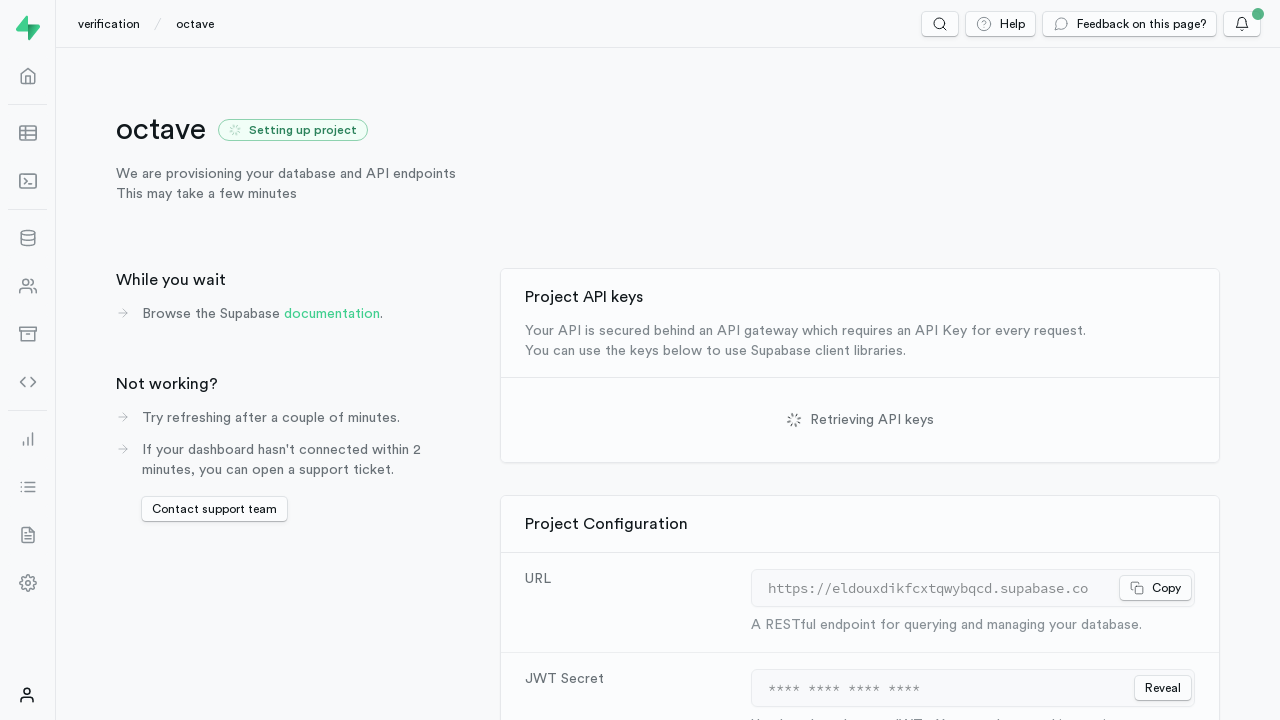 verification / octave
Help
Feedback on this page?
octave
Setting up project
We are provisioning your database and API endpoints
This may take a few minutes
While you wait
Browse the Supabase documentation.
Not working?
Try refreshing after a couple of minutes.
If your dashboard hasn't connected within 2
minutes, you can open a support ticket.
Contact support team
Project API keys
Your API is secured behind an API gateway which requires an API Key for every request.
You can use the keys below to use Supabase client libraries.
Retrieving API keys
Project Configuration
URL
https://eldouxdikfcxtqwybqcd.supabase.co
Copy
A RESTful endpoint for querying and managing your database.
JWT Secret
**** **** **** ****
Reveal